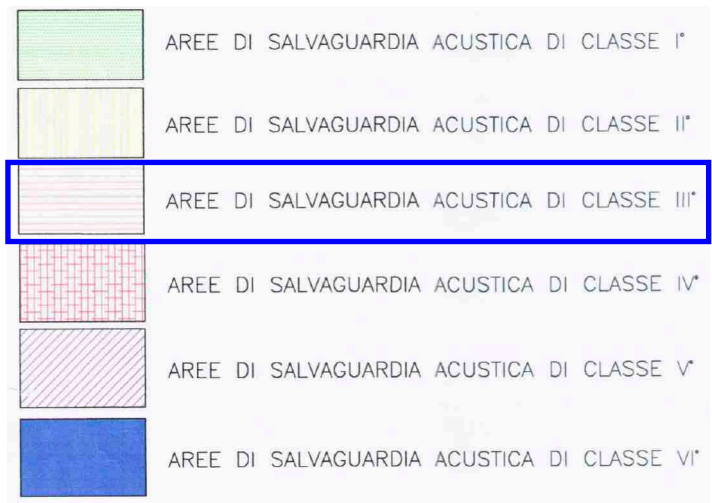 AREE DI SALVAGUARDIA ACUSTICA DI CLASSE I°
AREE DI SALVAGUARDIA ACUSTICA DI CLASSE II°
AREE DI SALVAGUARDIA ACUSTICA DI CLASSE III°
AREE DI SALVAGUARDIA ACUSTICA DI CLASSE IV°
AREE DI SALVAGUARDIA ACUSTICA DI CLASSE V°
AREE DI SALVAGUARDIA ACUSTICA DI CLASSE VI°